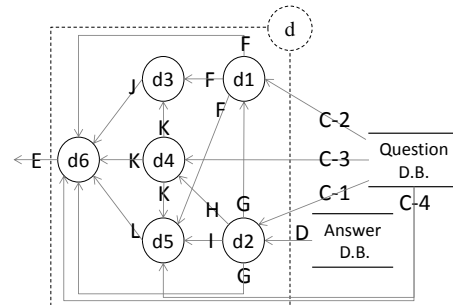 d
F
J
d3
F
d1
F
C-2
K
E
d6
K
d4
C-3
Question
D.B.
K
C-1
C-4
H
G
L
d5
I
d2
D
Answer
D.B.
G